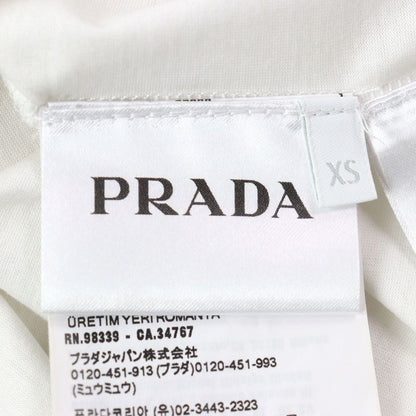 PRADA
XS
ÜRETIM YERI ROMANYA
RN.98339 - CA.34767
プラダジャパン株式会社
0120-451-913 (プラダ) 0120-451-993
(ミュウミュウ)
프라다코리아 (유) 02-3443-2323